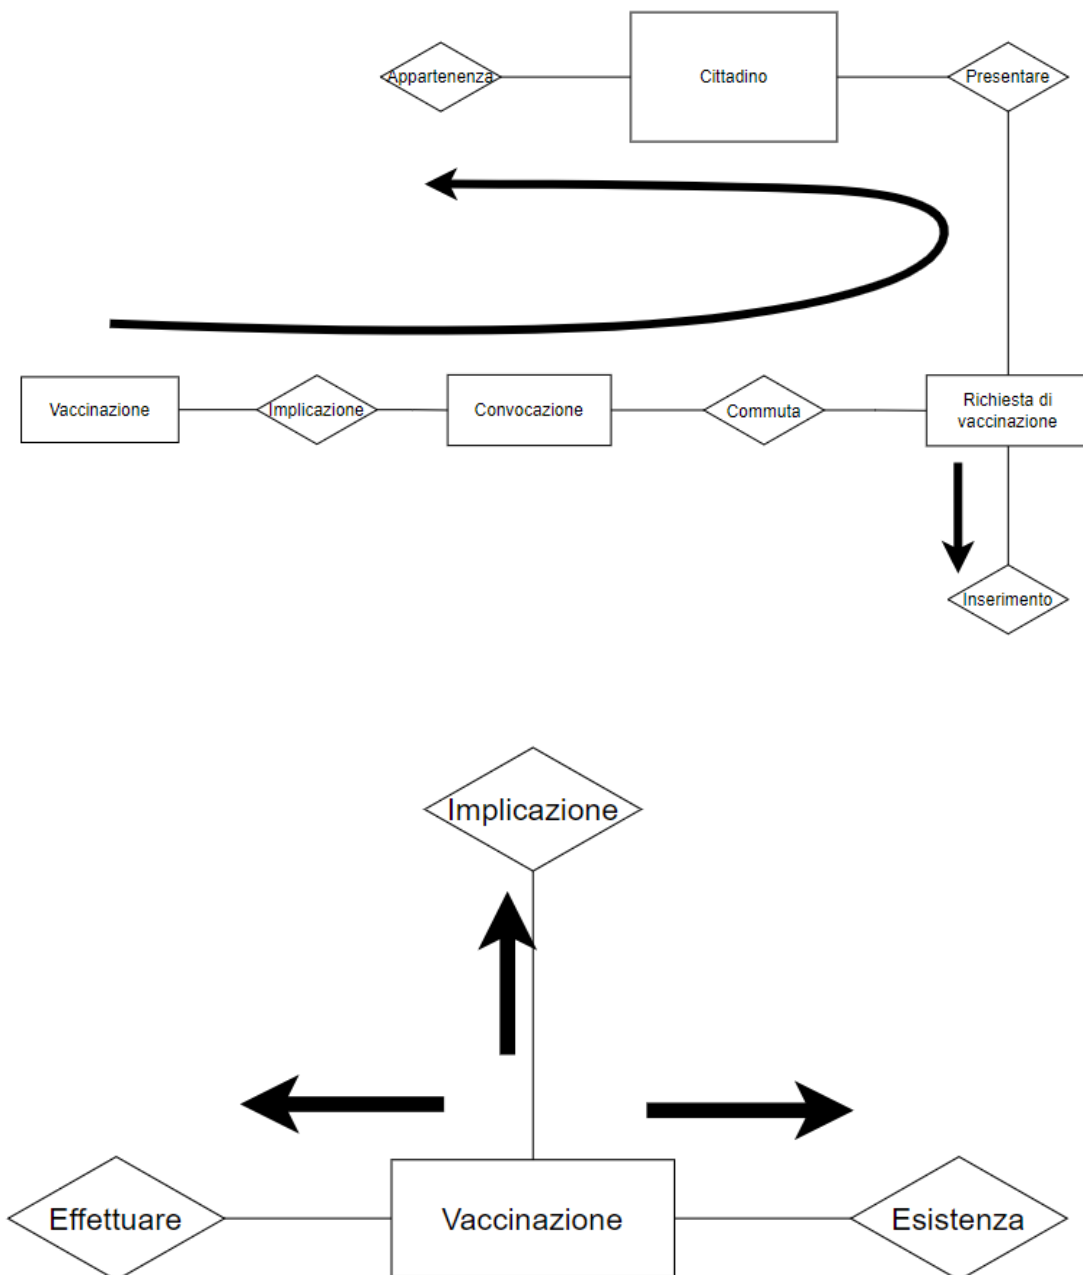 Appartenenza
Cittadino
Presentare
Vaccinazione
Implicazione
Convocazione
Commuta
Richiesta di
vaccinazione
Inserimento
Implicazione
Effettuare
Vaccinazione
Esistenza